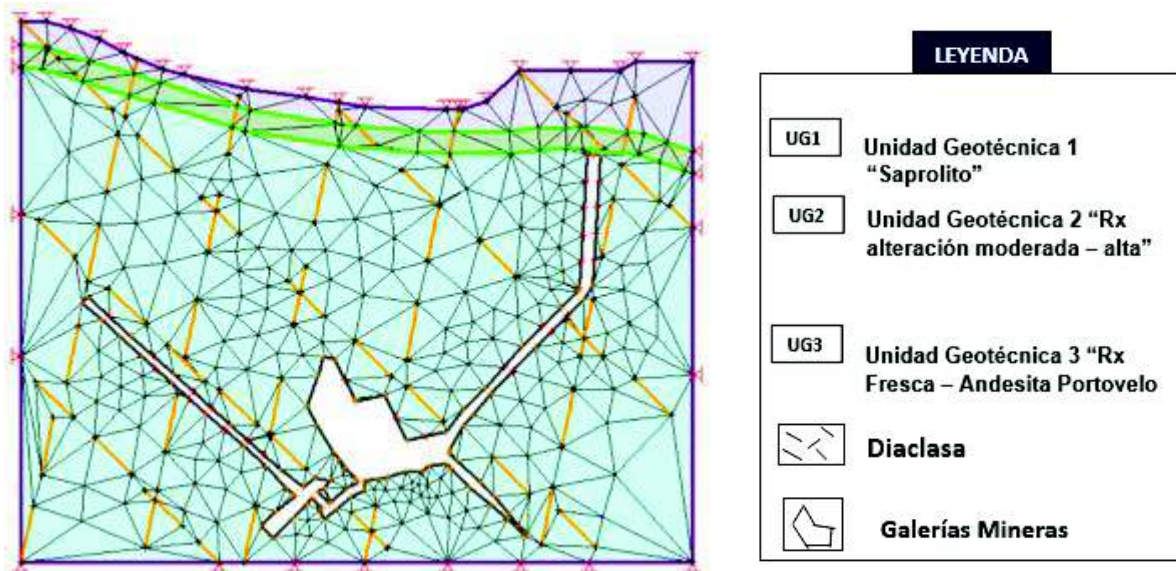 LEYENDA
UG1
Unidad Geotécnica 1
“Saprolito”
UG2
Unidad Geotécnica 2 “Rx
alteración moderada – alta”
UG3
Unidad Geotécnica 3 “Rx
Fresca – Andesita Portovelo
Diaclasa
Galerías Mineras